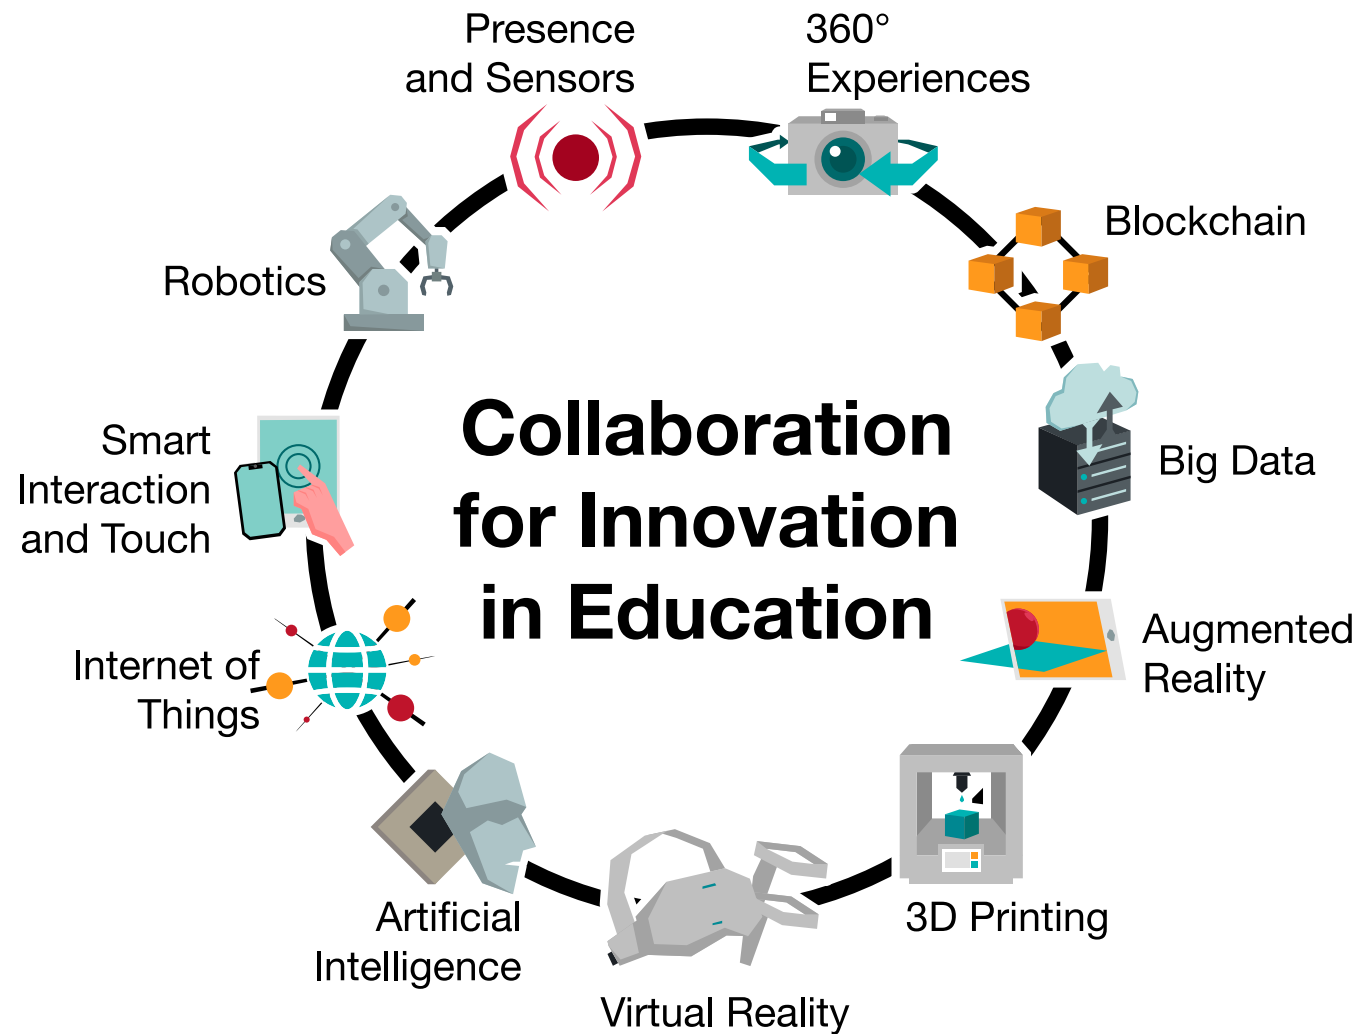 Presence
and Sensors
360°
Experiences
Blockchain
Robotics
Collaboration
for Innovation
in Education
Smart
Interaction
and Touch
Big Data
Augmented
Reality
Internet of
Things
3D Printing
Artificial
Intelligence
Virtual Reality